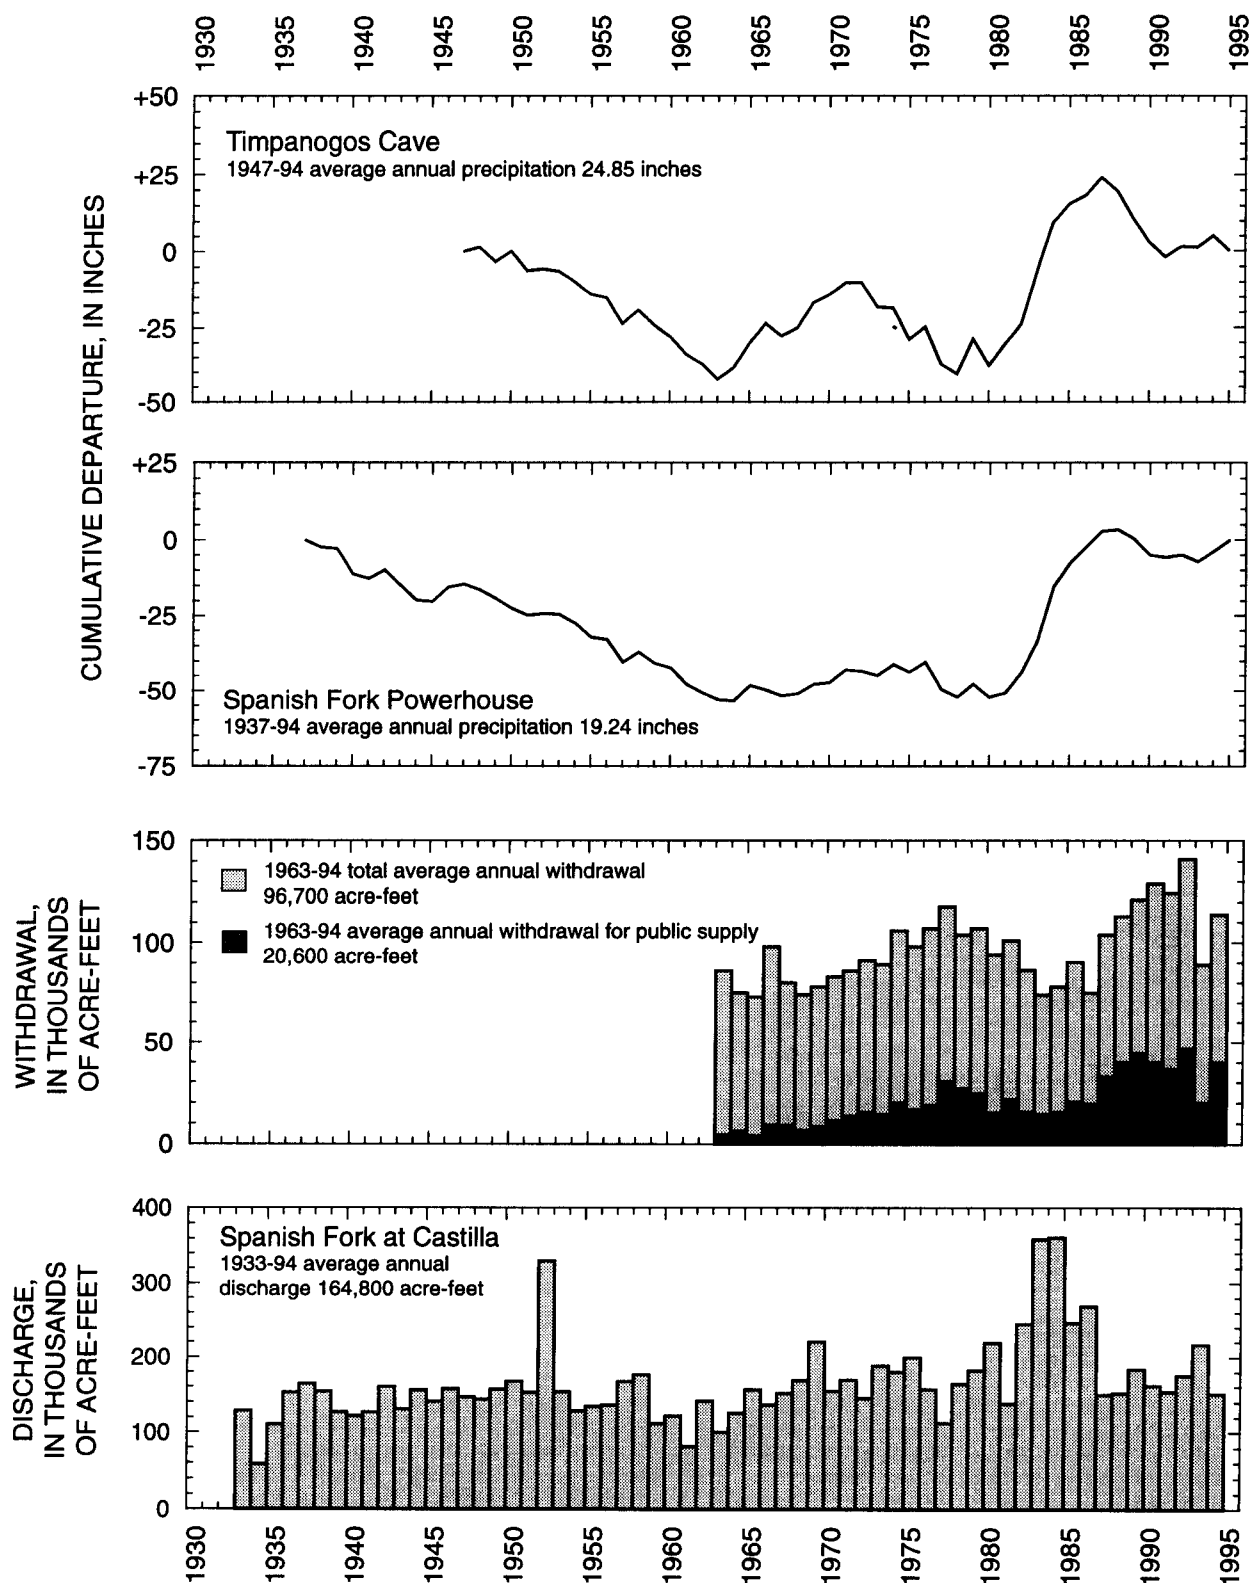 1930 1935 1940 1945 1950 1955 1960 1965 1970 1975 1980 1985 1990 1995
CUMULATIVE DEPARTURE, IN INCHES
+50
+25
0
-25
-50
Timpanogos Cave
1947-94 average annual precipitation 24.85 inches
+25
0
-25
-50
-75
Spanish Fork Powerhouse
1937-94 average annual precipitation 19.24 inches
WITHDRAWAL,
IN THOUSANDS
OF ACRE-FEET
150
100
50
0
1963-94 total average annual withdrawal
96,700 acre-feet
1963-94 average annual withdrawal for public supply
20,600 acre-feet
DISCHARGE,
IN THOUSANDS
OF ACRE-FEET
400
300
200
100
0
Spanish Fork at Castilla
1933-94 average annual
discharge 164,800 acre-feet
1930 1935 1940 1945 1950 1955 1960 1965 1970 1975 1980 1985 1990 1995